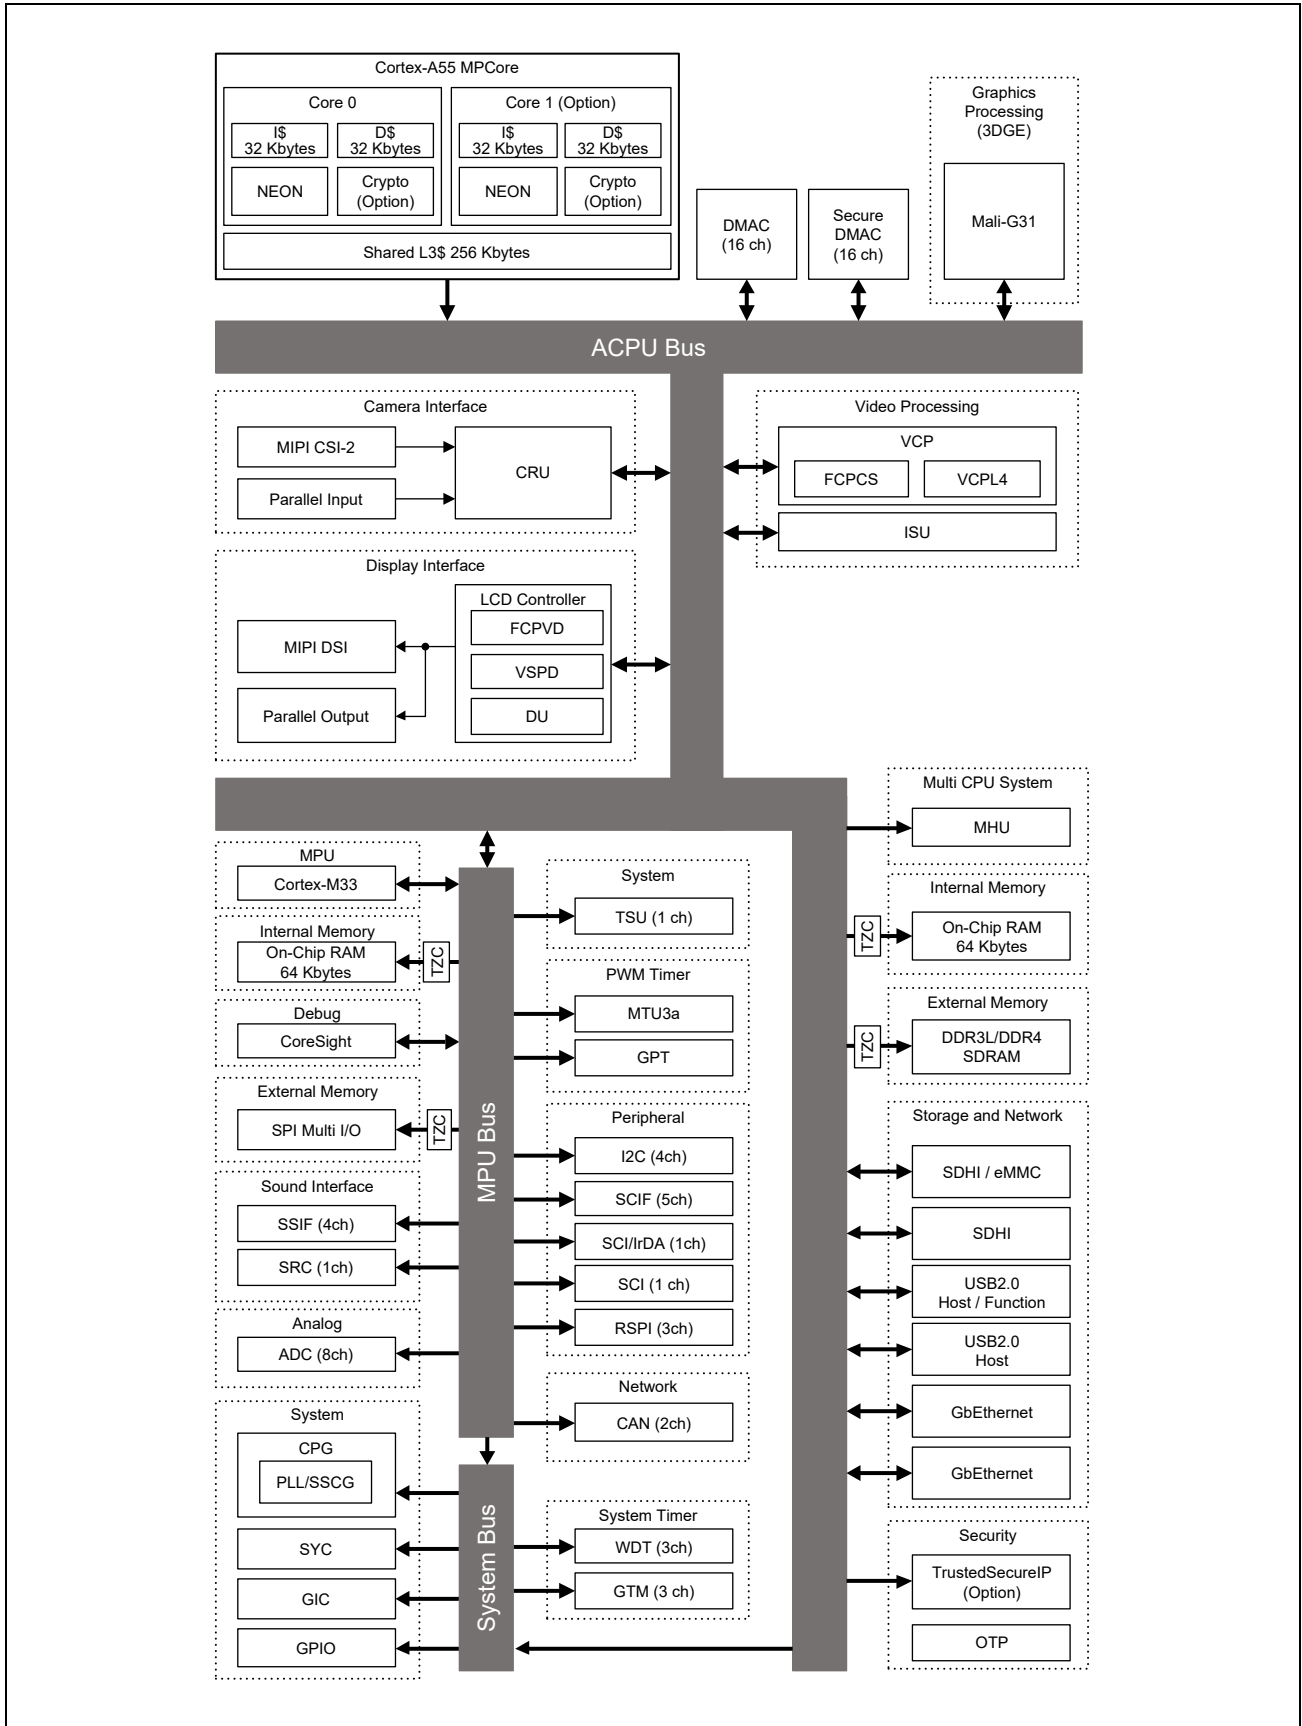 Cortex-A55 MPCore
Core 0
I$
32 Kbytes
D$
32 Kbytes
NEON
Crypto
(Option)
Core 1 (Option)
I$
32 Kbytes
D$
32 Kbytes
NEON
Crypto
(Option)
Shared L3$ 256 Kbytes
DMAC
(16 ch)
Secure
DMAC
(16 ch)
Graphics
Processing
(3DGE)
Mali-G31
ACPU Bus
Camera Interface
MIPI CSI-2
Parallel Input
CRU
Video Processing
VCP
FCPCS
VCPL4
ISU
Display Interface
LCD Controller
FCPVD
VSPD
DU
MIPI DSI
Parallel Output
MPU
Cortex-M33
Internal Memory
On-Chip RAM
64 Kbytes
TZC
Debug
CoreSight
External Memory
SPI Multi I/O
TZC
Sound Interface
SSIF (4ch)
SRC (1ch)
Analog
ADC (8ch)
System
CPG
PLL/SSCG
SYC
GIC
GPIO
MPU Bus
System Bus
System
TSU (1 ch)
PWM Timer
MTU3a
GPT
Peripheral
I2C (4ch)
SCIF (5ch)
SCI/IrDA (1ch)
SCI (1 ch)
RSPI (3ch)
Network
CAN (2ch)
System Timer
WDT (3ch)
GTM (3 ch)
Multi CPU System
MHU
Internal Memory
TZC
On-Chip RAM
64 Kbytes
External Memory
TZC
DDR3L/DDR4
SDRAM
Storage and Network
SDHI / eMMC
SDHI
USB2.0
Host / Function
USB2.0
Host
GbEthernet
GbEthernet
Security
TrustedSecureIP
(Option)
OTP